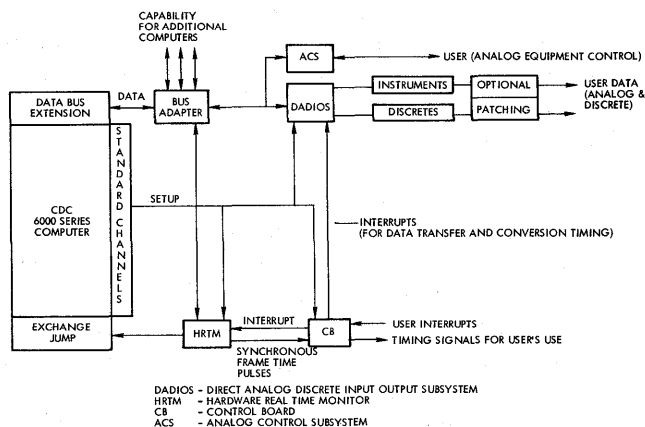 CAPABILITY
FOR ADDITIONAL
COMPUTERS
ACS
USER (ANALOG EQUIPMENT CONTROL)
DATA BUS
EXTENSION
DATA
BUS
ADAPTER
DADIOS
INSTRUMENTS
DISCRETES
OPTIONAL
PATCHING
USER DATA
(ANALOG &
DISCRETE)
STANDARD CHANNELS
CDC
6000 SERIES
COMPUTER
SETUP
INTERRUPTS
(FOR DATA TRANSFER AND CONVERSION TIMING)
EXCHANGE
JUMP
HRTM
INTERRUPT
SYNCHRONOUS
FRAME TIME
PULSES
CB
USER INTERRUPTS
TIMING SIGNALS FOR USER'S USE
DADIOS - DIRECT ANALOG DISCRETE INPUT OUTPUT SUBSYSTEM
HRTM - HARDWARE REAL TIME MONITOR
CB - CONTROL BOARD
ACS - ANALOG CONTROL SUBSYSTEM